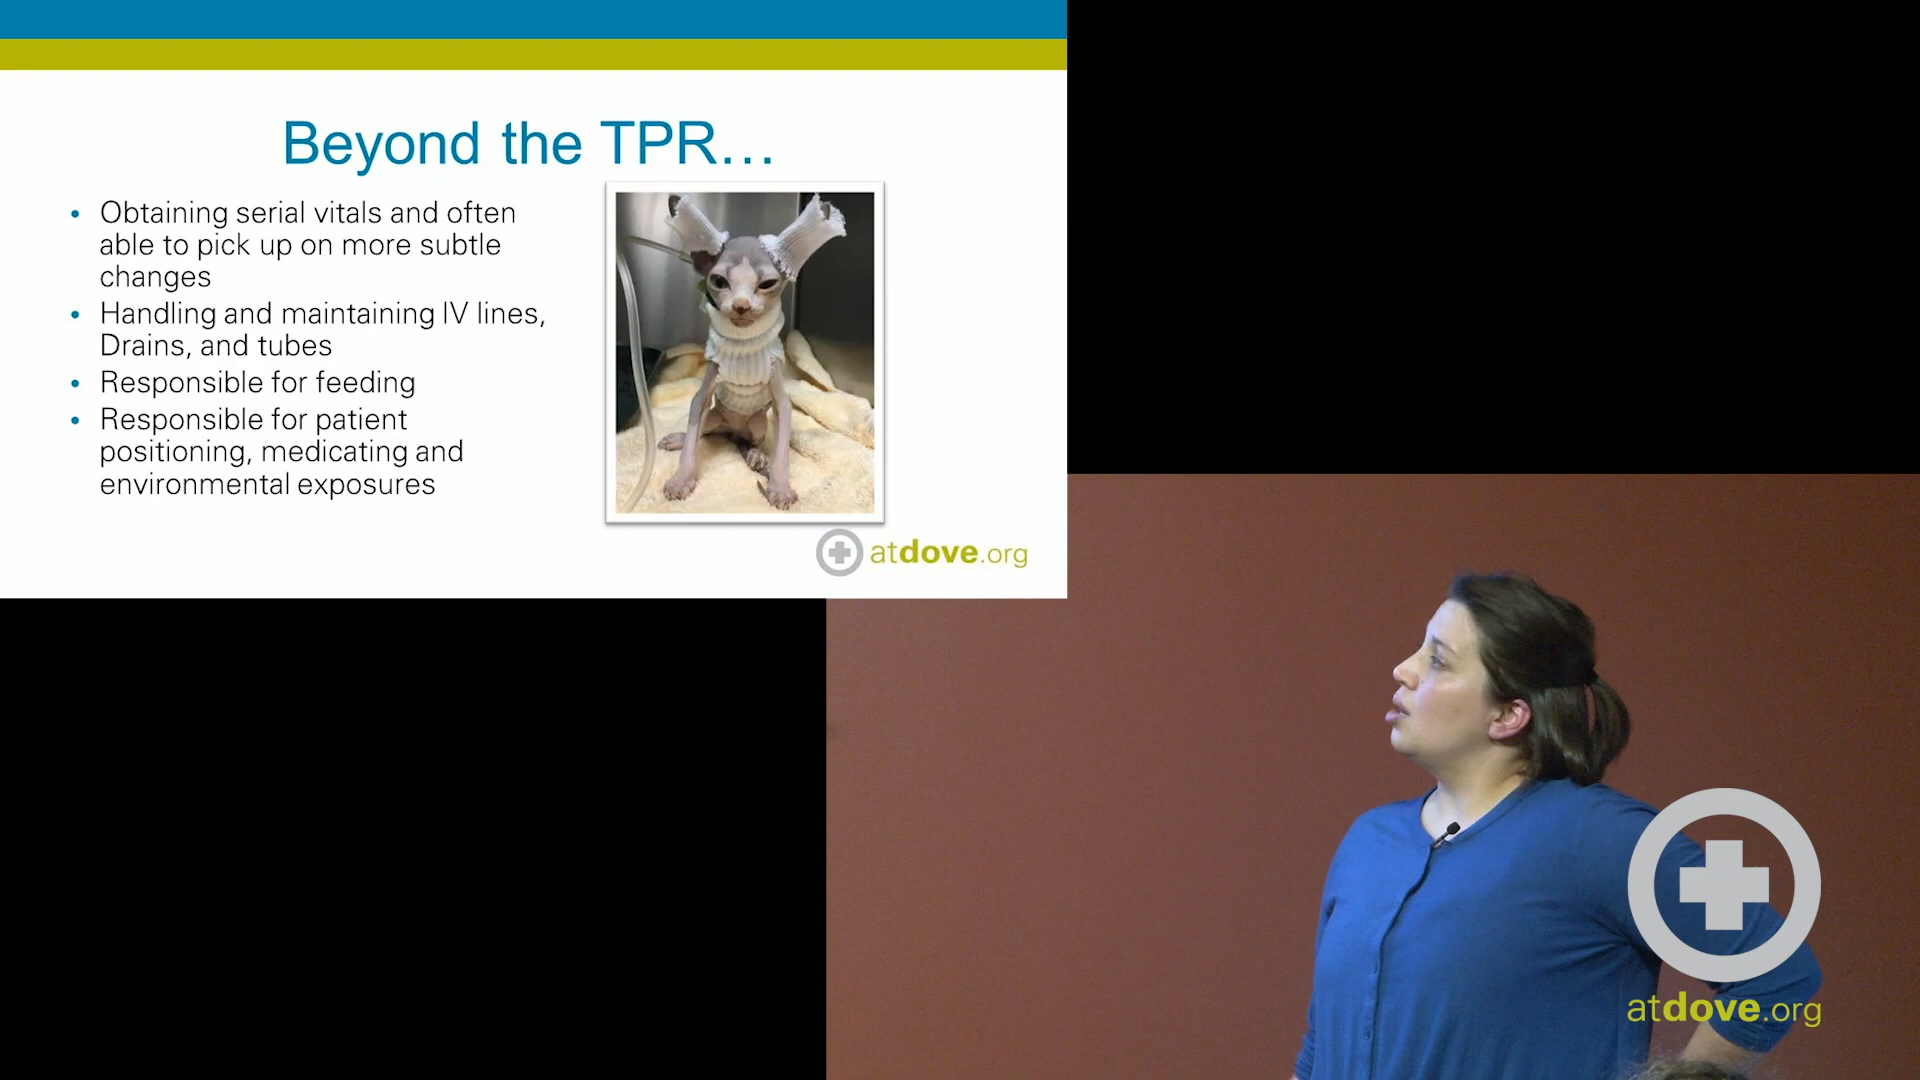 Beyond the TPR…
• Obtaining serial vitals and often
able to pick up on more subtle
changes
• Handling and maintaining IV lines,
Drains, and tubes
• Responsible for feeding
• Responsible for patient
positioning, medicating and
environmental exposures
atdove.org
atdove.org